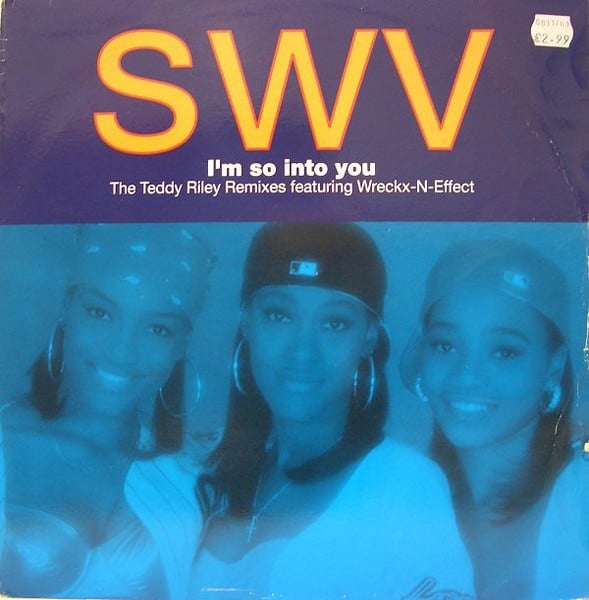 SWV
£2.99
I'm so into you
The Teddy Riley Remixes featuring Wreckx-N-Effect